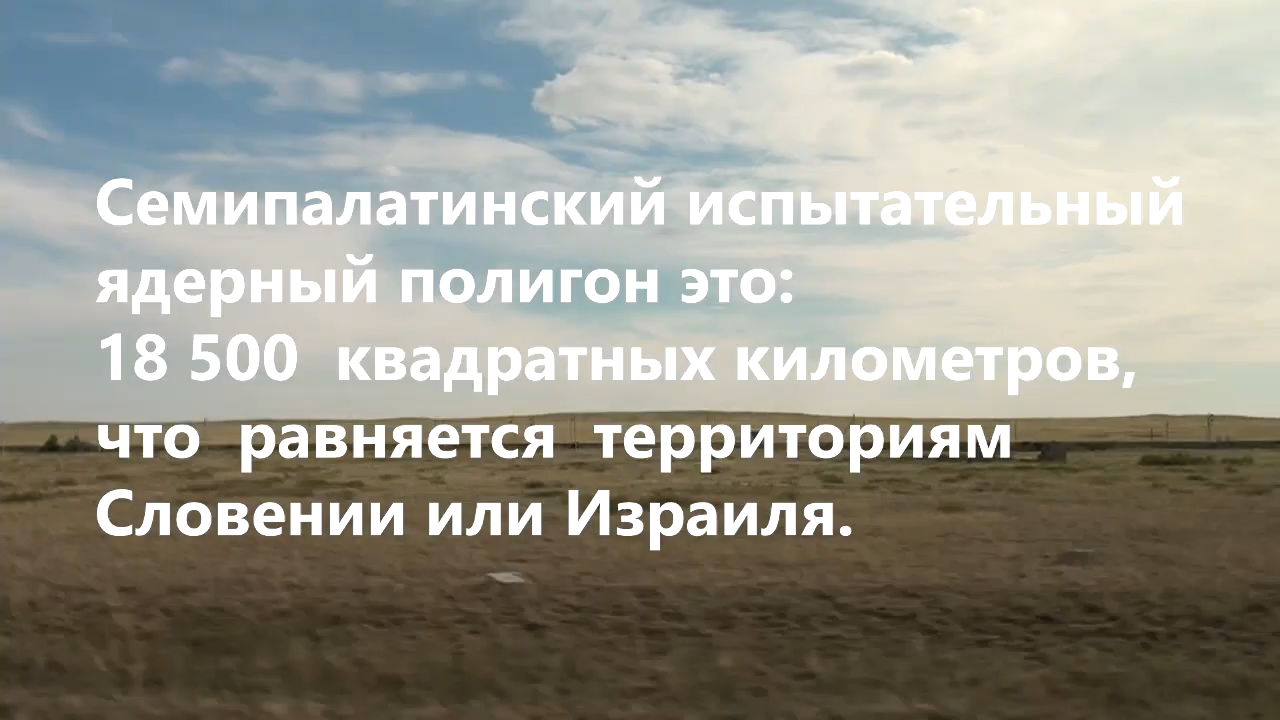 Семипалатинский испытательный
ядерный полигон это:
18 500 квадратных километров,
что равняется территориям
Словении или Израиля.